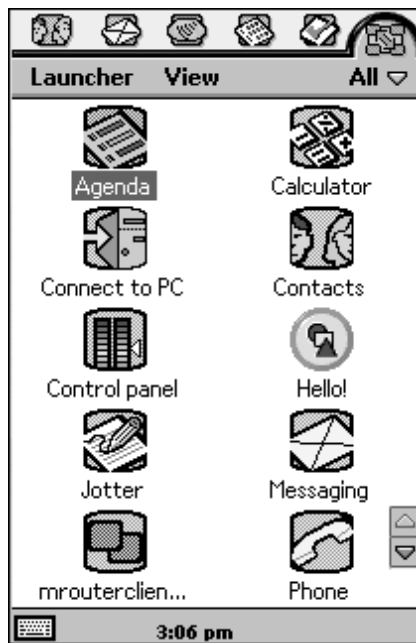 Launcher View All
Agenda Calculator
Connect to PC Contacts
Control panel Hello!
Jotter Messaging
mrouterclien... Phone
3:06 pm